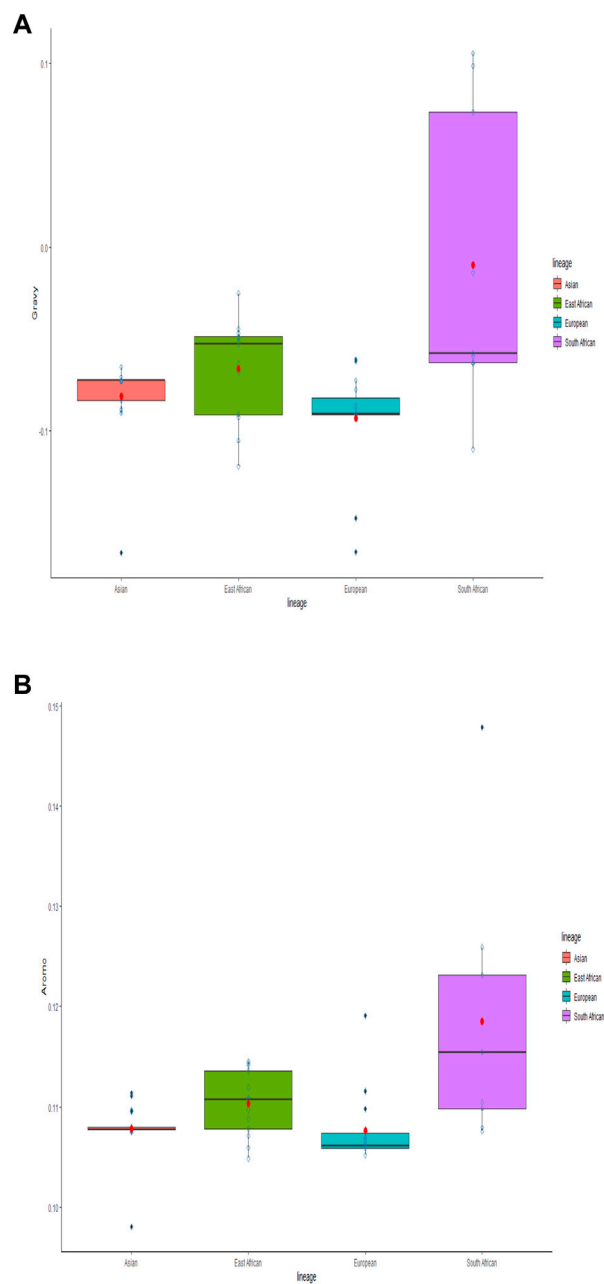 A
0.1
0.0
-0.1
Gravy
Asian
East African
European
South African
lineage
lineage
Asian
East African
European
South African
B
0.15
0.14
0.13
0.12
0.11
0.10
Aromo
Asian
East African
European
South African
lineage
lineage
Asian
East African
European
South African